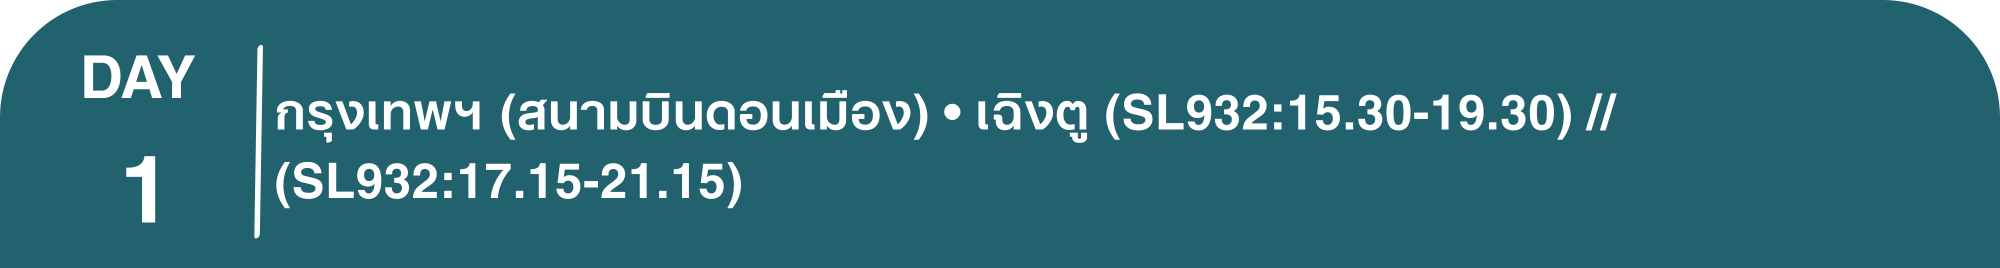 DAY
1
กรุงเทพฯ (สนามบินดอนเมือง) • เฉิงตู (SL932:15.30-19.30) //
(SL932:17.15-21.15)